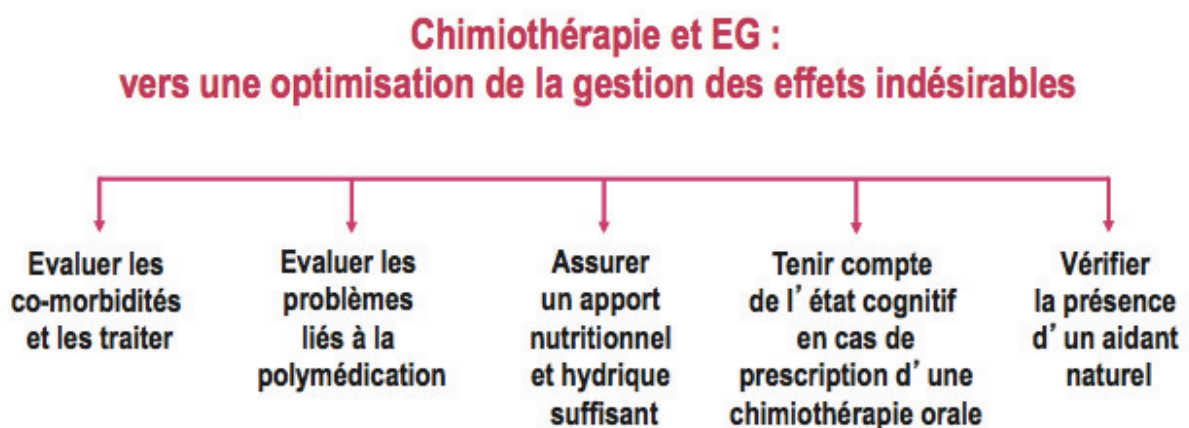 Chimiothérapie et EG :
vers une optimisation de la gestion des effets indésirables
Evaluer les
co-morbidités
et les traiter
Evaluer les
problèmes
liés à la
polymédication
Assurer
un apport
nutritionnel
et hydrique
suffisant
Tenir compte
de l’ état cognitif
en cas de
prescription d’ une
chimiothérapie orale
Vérifier
la présence
d’ un aidant
naturel